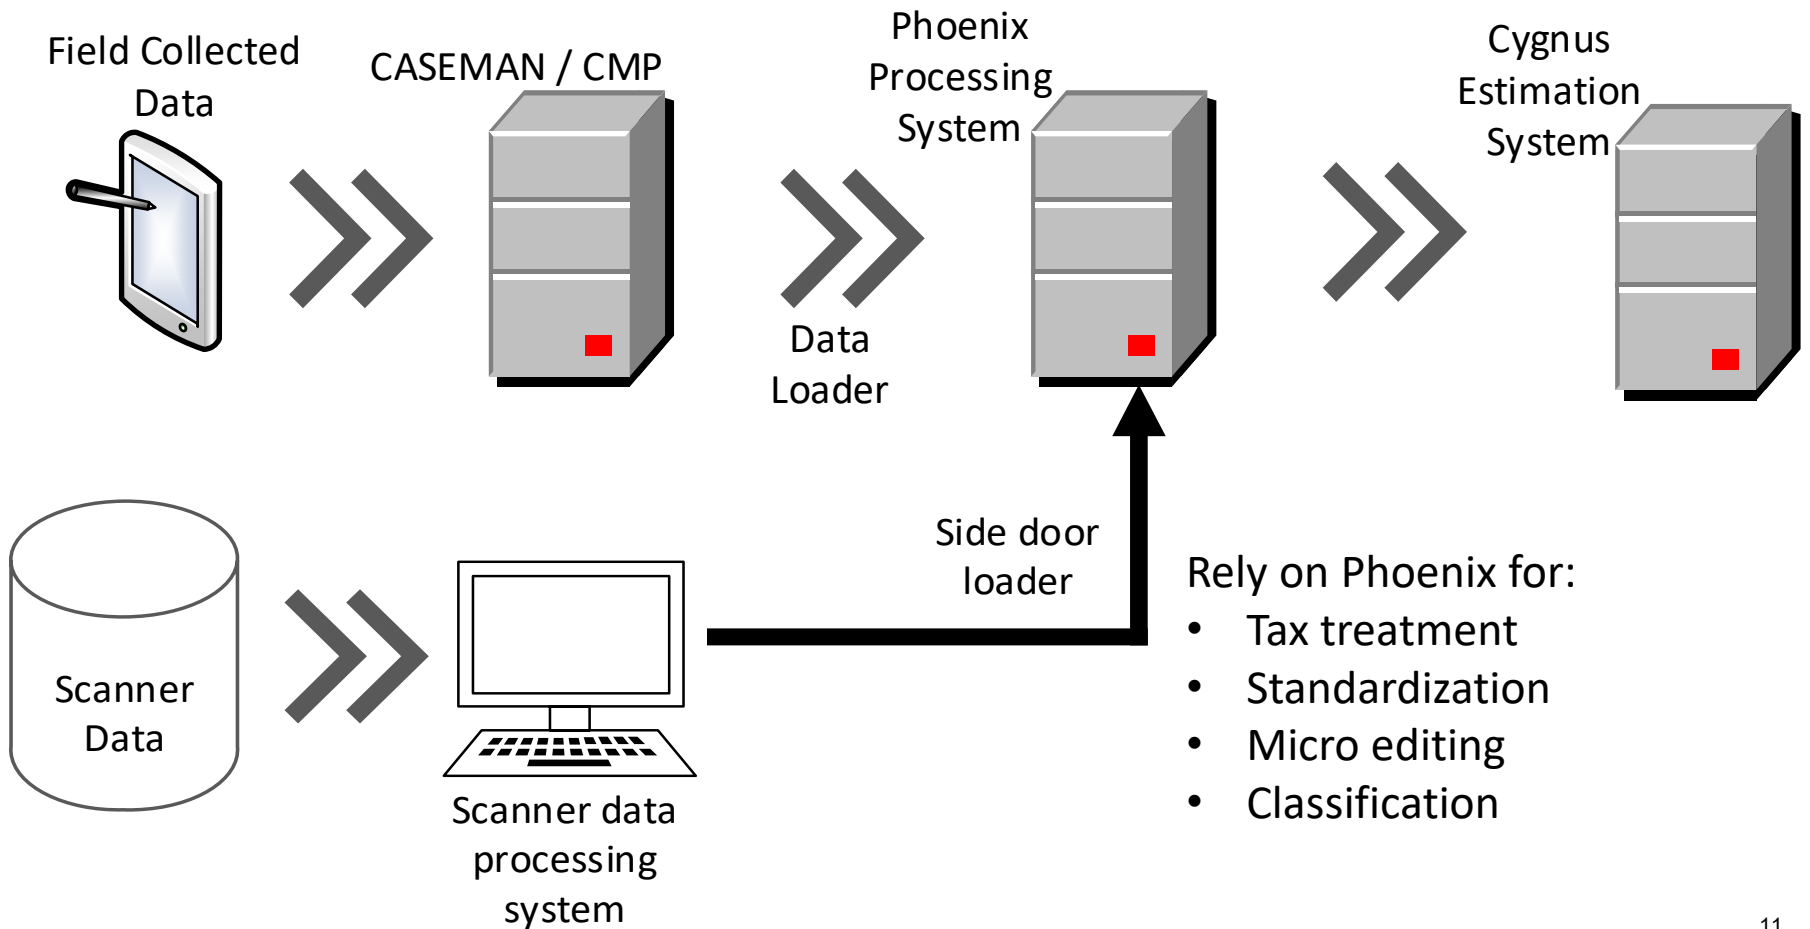 Field Collected
Data
CASEMAN / CMP
Phoenix
Processing
System
Cygnus
Estimation
System
Data
Loader
Scanner
Data
Scanner data
processing
system
Side door
loader
Rely on Phoenix for:
• Tax treatment
• Standardization
• Micro editing
• Classification
11